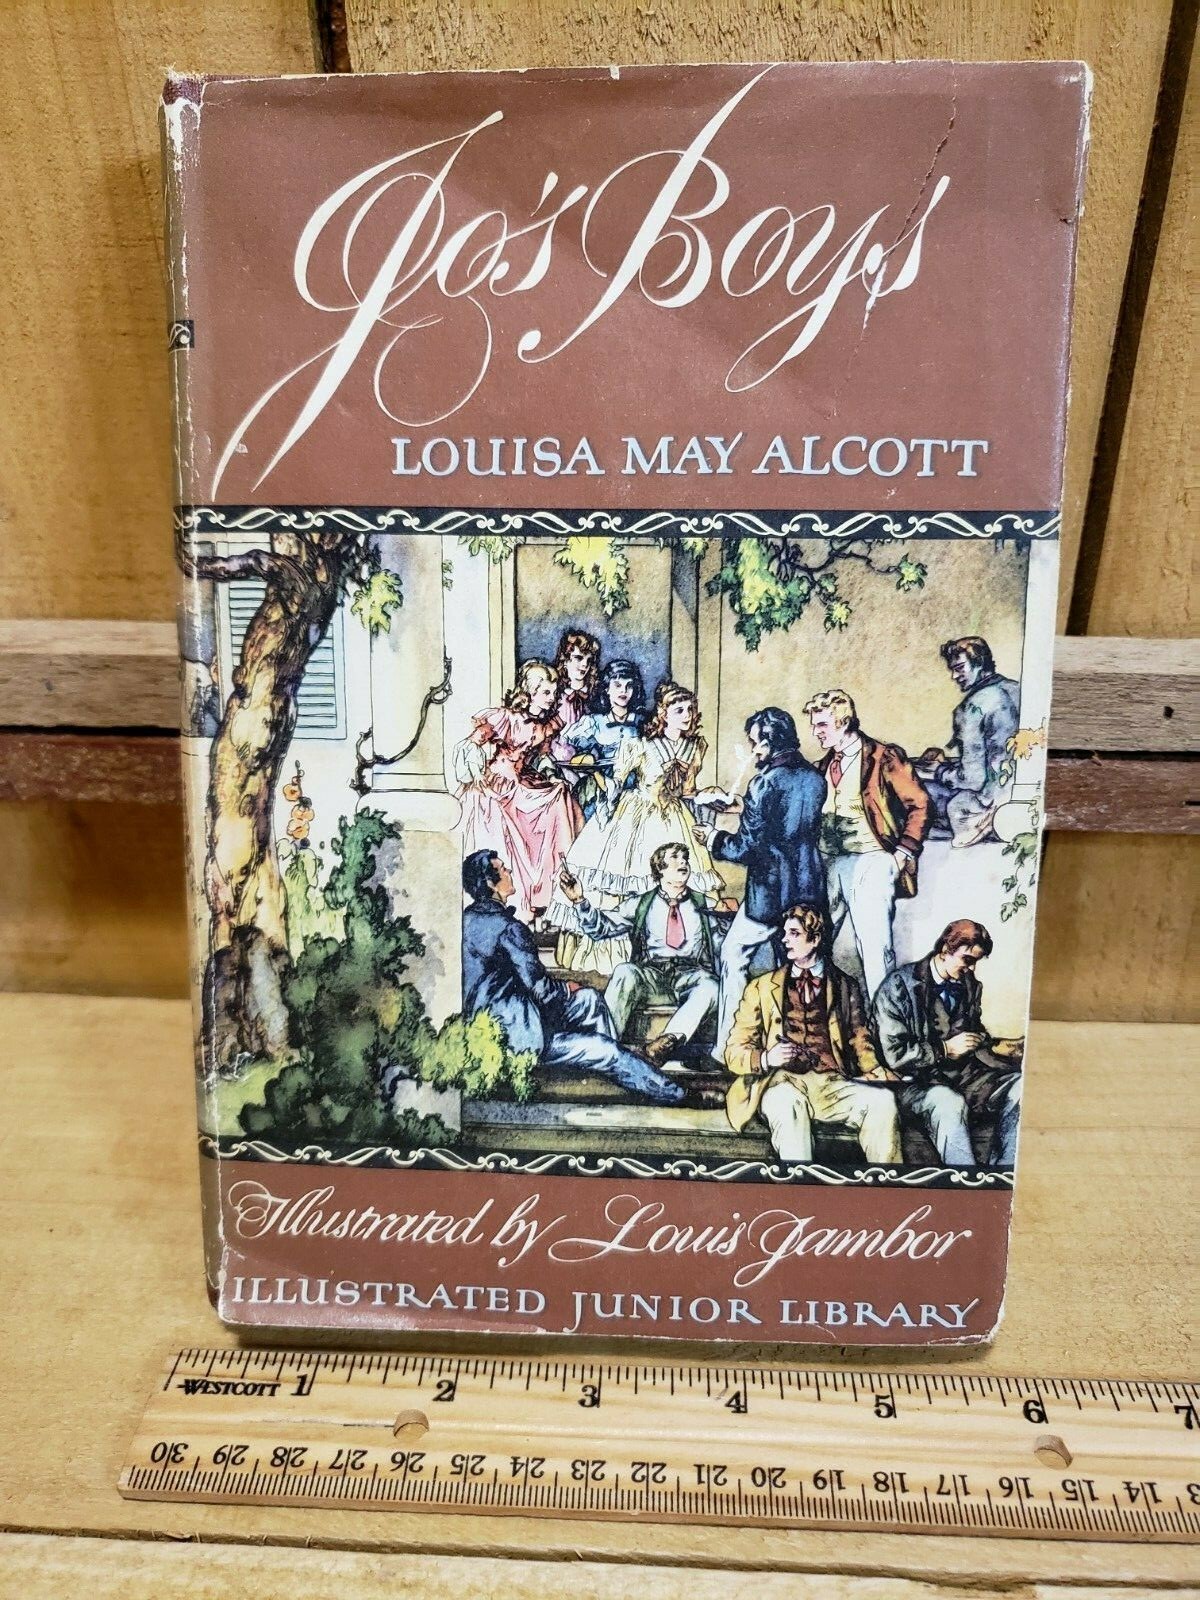 Jo's Boys
LOUISA MAY ALCOTT
Illustrated by Louis Jambor
ILLUSTRATED JUNIOR LIBRARY
WESTCOTT 1 2 3 4 5 6 7
30 29 28 27 26 25 24 23 22 21 20 19 18 17 16 15 14 13